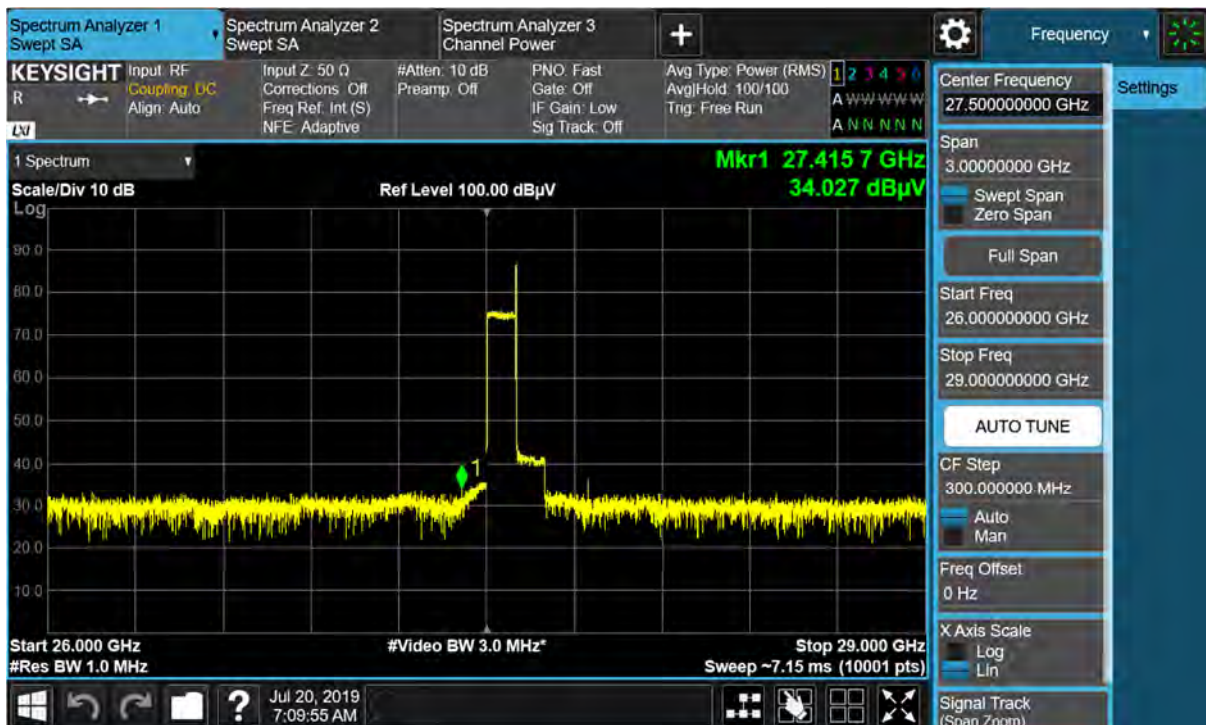 Spectrum Analyzer 1
Swept SA
Spectrum Analyzer 2
Swept SA
Spectrum Analyzer 3
Channel Power
Frequency
KEYSIGHT
R
LXI
Input: RF
Coupling: DC
Align: Auto
Input Z: 50 Ω
Corrections: Off
Freq Ref: Int (S)
NFE: Adaptive
#Atten: 10 dB
Preamp: Off
PNO: Fast
Gate: Off
IF Gain: Low
Sig Track: Off
Avg Type: Power (RMS)
Avg|Hold: 100/100
Trig: Free Run
1 2 3 4 5 6
A W W W W W
A N N N N N
1 Spectrum
Scale/Div 10 dB
Ref Level 100.00 dBµV
Mkr1 27.415 7 GHz
34.027 dBµV
Log
90.0
80.0
70.0
60.0
50.0
40.0
30.0
20.0
10.0
1
Start 26.000 GHz
#Video BW 3.0 MHz*
Stop 29.000 GHz
#Res BW 1.0 MHz
Sweep ~7.15 ms (10001 pts)
?
Jul 20, 2019
7:09:55 AM
Center Frequency
27.500000000 GHz
Settings
Span
3.00000000 GHz
Swept Span
Zero Span
Full Span
Start Freq
26.000000000 GHz
Stop Freq
29.000000000 GHz
AUTO TUNE
CF Step
300.000000 MHz
Auto
Man
Freq Offset
0 Hz
X Axis Scale
Log
Lin
Signal Track
(Span Zoom)